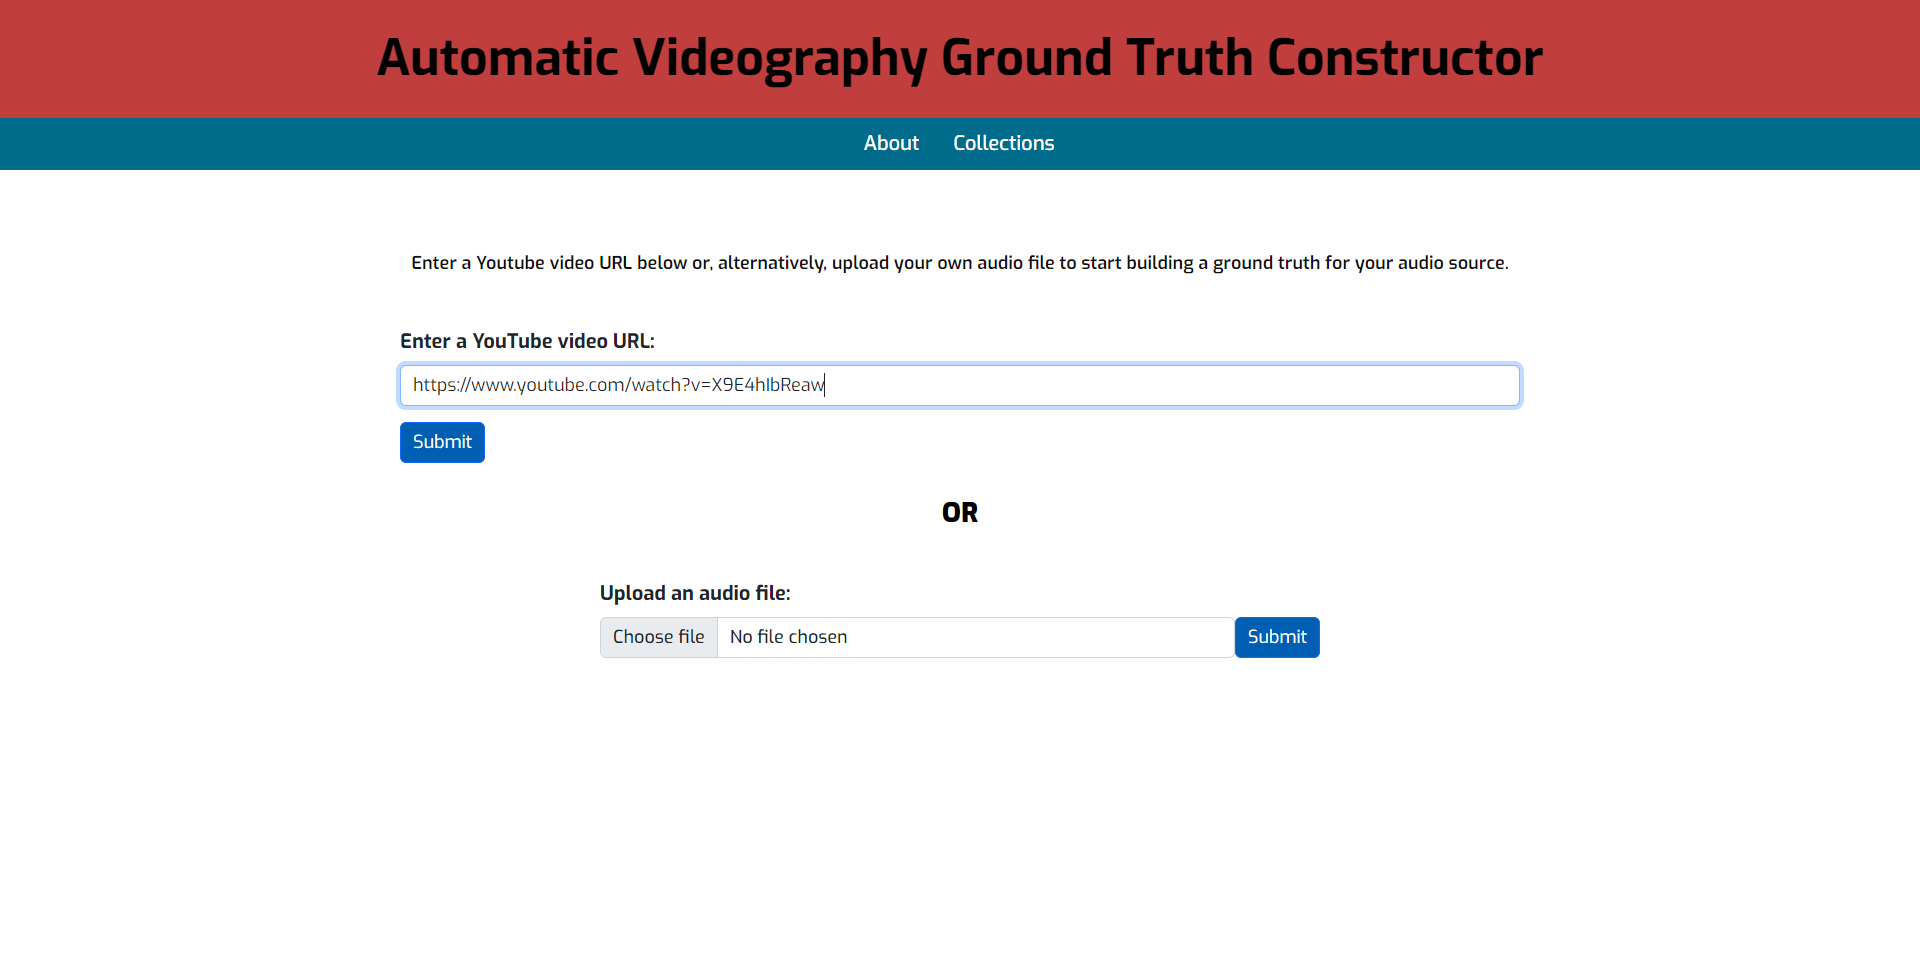 Automatic Videography Ground Truth Constructor
About Collections
Enter a Youtube video URL below or, alternatively, upload your own audio file to start building a ground truth for your audio source.
Enter a YouTube video URL:
https://www.youtube.com/watch?v=X9E4hIbReaw
Submit
OR
Upload an audio file:
Choose file No file chosen Submit